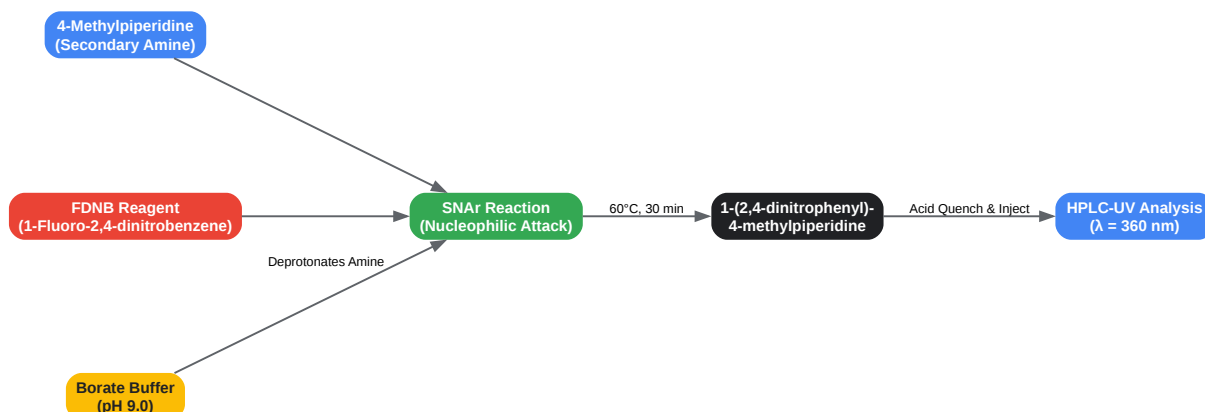 4-Methylpiperidine
(Secondary Amine)
FDNB Reagent
(1-Fluoro-2,4-dinitrobenzene)
SNAr Reaction
(Nucleophilic Attack)
60°C, 30 min
1-(2,4-dinitrophenyl)-
4-methylpiperidine
Acid Quench & Inject
HPLC-UV Analysis
(λ = 360 nm)
Deprotonates Amine
Borate Buffer
(pH 9.0)